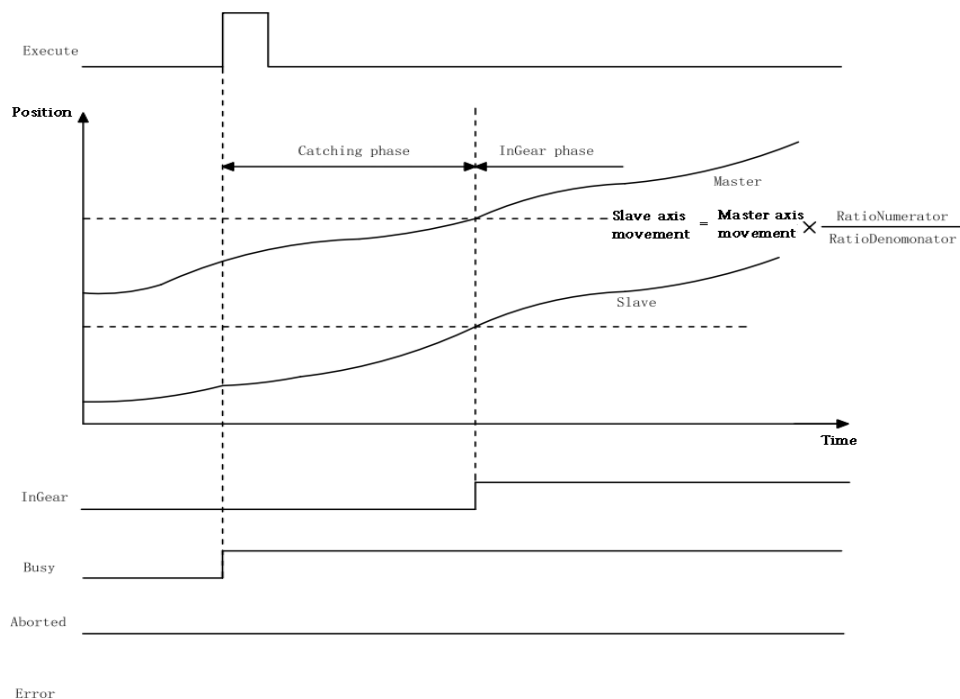 Execute
Position
Catching phase
InGear phase
Master
Slave axis movement = Master axis movement × RatioNumerator
RatioDenomonator
Slave
Time
InGear
Busy
Aborted
Error